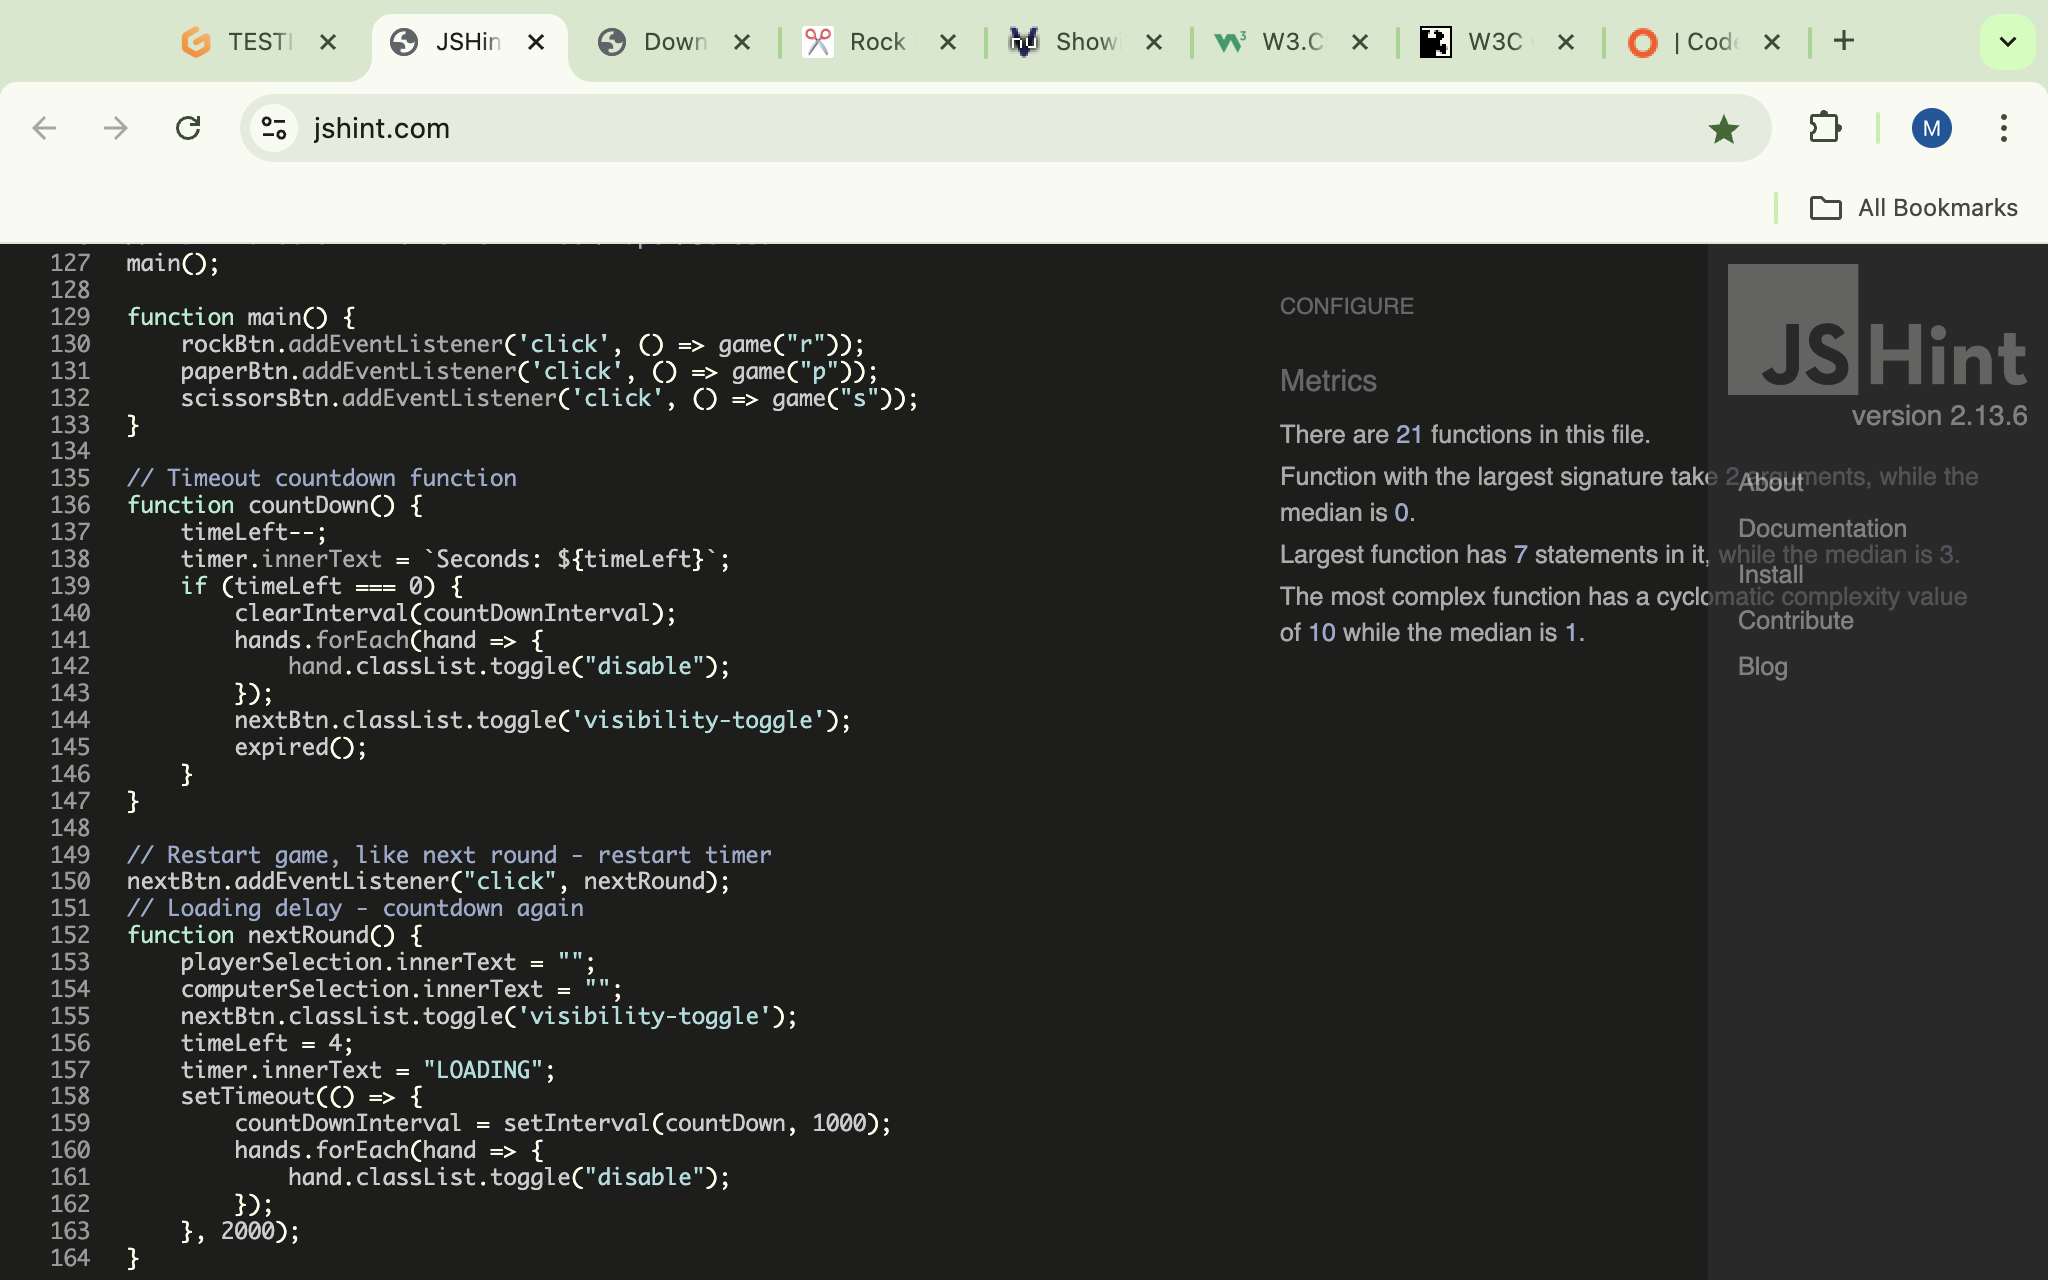 TESTI
JSHin
Down
Rock
Show
W3.C
W3C
| Code
jshint.com
M
All Bookmarks
127 main();
128
129 function main() {
130 rockBtn.addEventListener('click', () => game("r"));
131 paperBtn.addEventListener('click', () => game("p"));
132 scissorsBtn.addEventListener('click', () => game("s"));
133 }
134
135 // Timeout countdown function
136 function countDown() {
137 timeLeft--;
138 timer.innerText = `Seconds: ${timeLeft}`;
139 if (timeLeft === 0) {
140 clearInterval(countDownInterval);
141 hands.forEach(hand => {
142 hand.classList.toggle("disable");
143 });
144 nextBtn.classList.toggle('visibility-toggle');
145 expired();
146 }
147 }
148
149 // Restart game, like next round - restart timer
150 nextBtn.addEventListener("click", nextRound);
151 // Loading delay - countdown again
152 function nextRound() {
153 playerSelection.innerText = "";
154 computerSelection.innerText = "";
155 nextBtn.classList.toggle('visibility-toggle');
156 timeLeft = 4;
157 timer.innerText = "LOADING";
158 setTimeout(() => {
159 countDownInterval = setInterval(countDown, 1000);
160 hands.forEach(hand => {
161 hand.classList.toggle("disable");
162 });
163 }, 2000);
164 }
CONFIGURE
Metrics
There are 21 functions in this file.
Function with the largest signature take 2 arguments, while the
median is 0.
Largest function has 7 statements in it, while the median is 3.
The most complex function has a cyclomatic complexity value
of 10 while the median is 1.
JSHint
version 2.13.6
About
Documentation
Install
Contribute
Blog